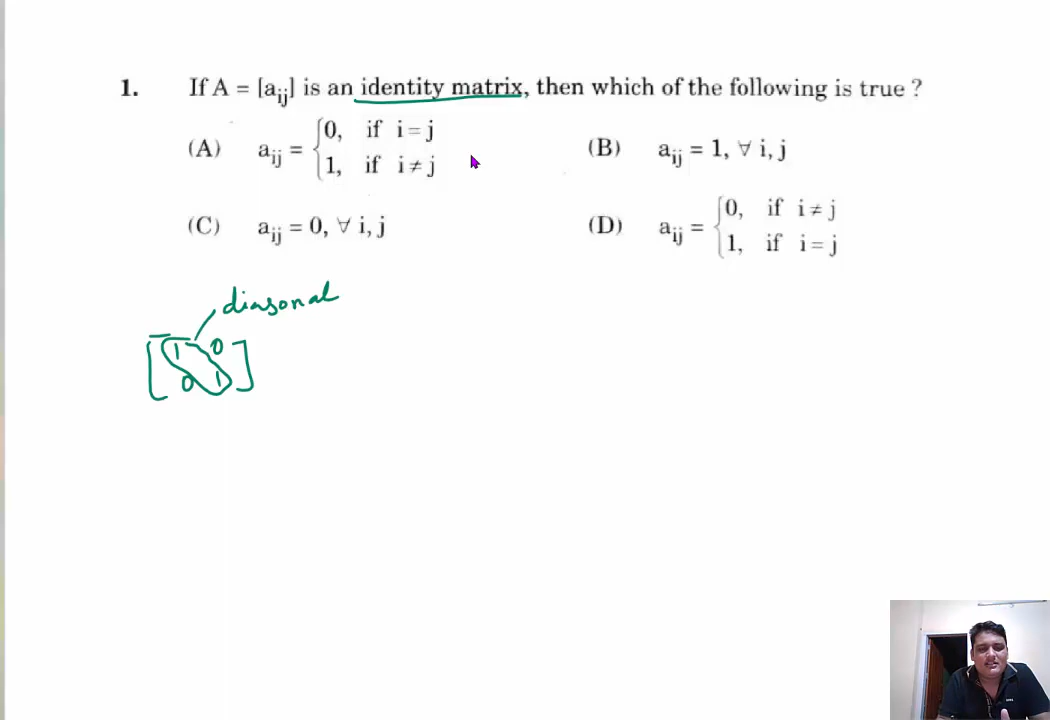 1. If A = [aij] is an identity matrix, then which of the following is true ?
(A) aij = {0, if i = j
1, if i ≠ j
(B) aij = 1, ∀ i, j
(C) aij = 0, ∀ i, j
(D) aij = {0, if i ≠ j
1, if i = j
diagonal
[1 0
0 1]